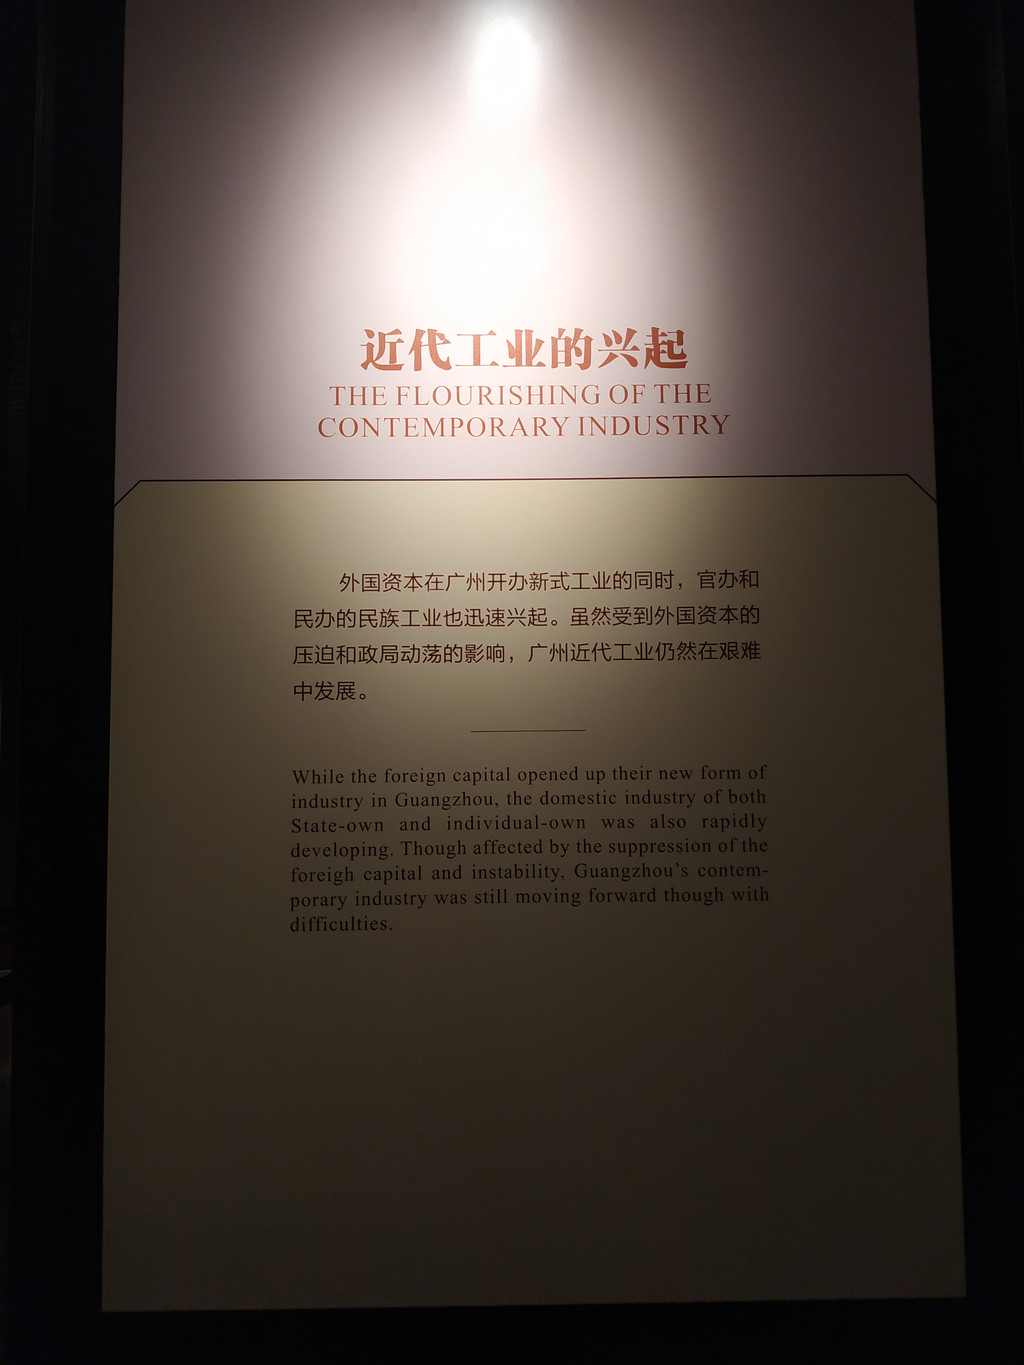 近代工业的兴起
THE FLOURISHING OF THE
CONTEMPORARY INDUSTRY
外国资本在广州开办新式工业的同时，官办和
民办的民族工业也迅速兴起。虽然受到外国资本的
压迫和政局动荡的影响，广州近代工业仍然在艰难
中发展。
While the foreign capital opened up their new form of
industry in Guangzhou, the domestic industry of both
State-own and individual-own was also rapidly
developing. Though affected by the suppression of the
foreigh capital and instability, Guangzhou's contem-
porary industry was still moving forward though with
difficulties.